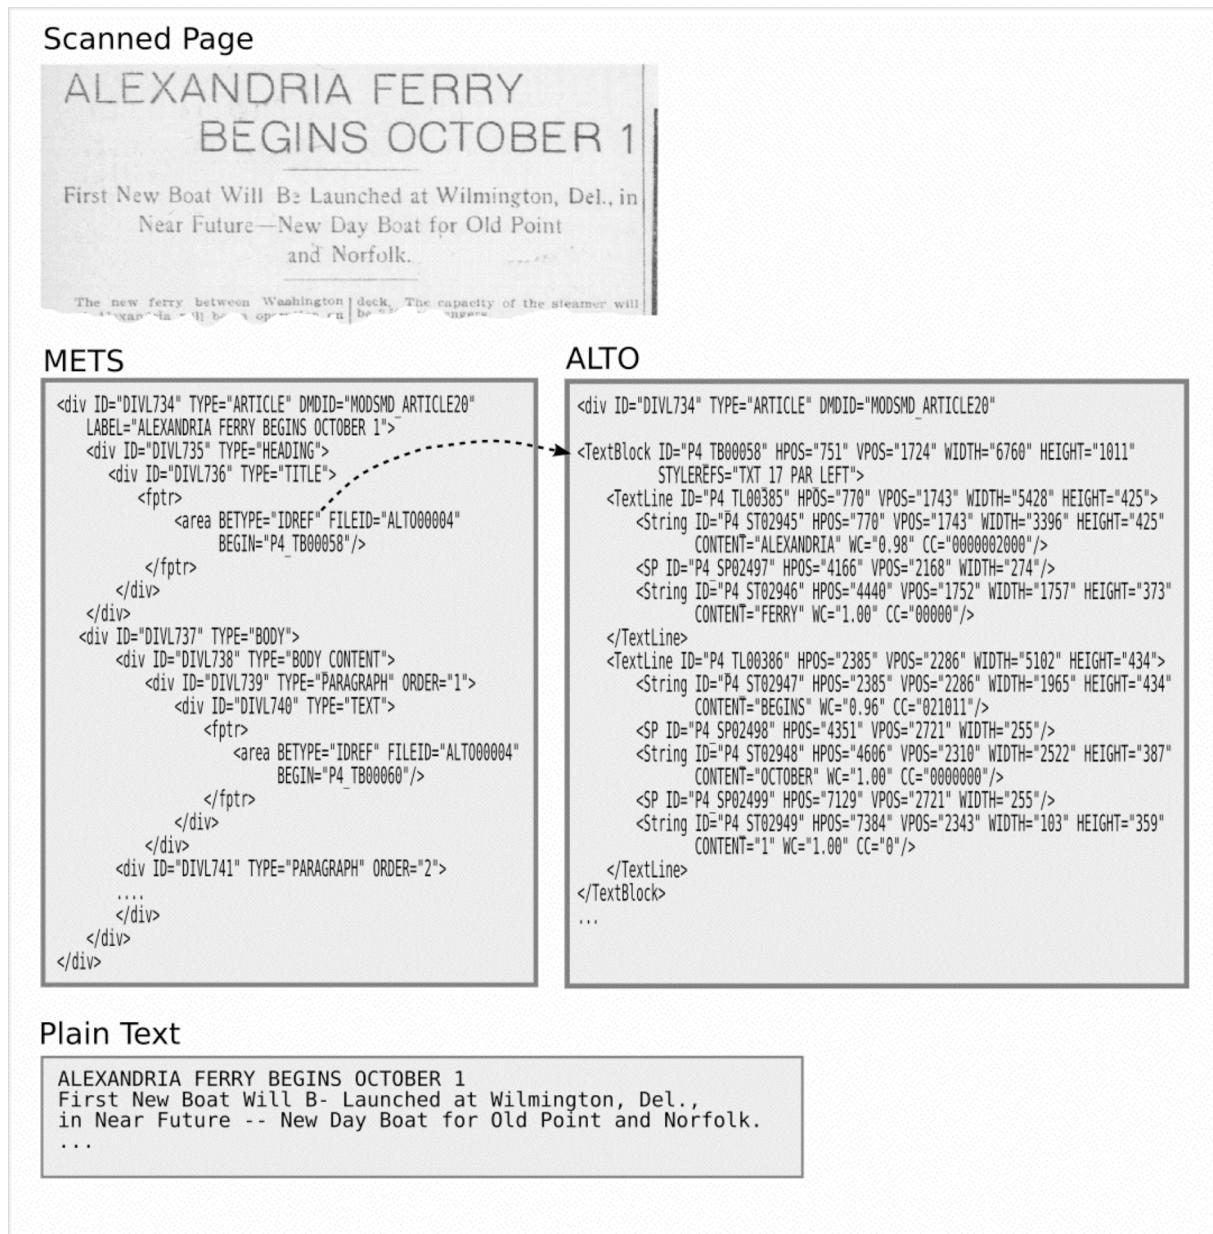 Scanned Page
ALEXANDRIA FERRY
BEGINS OCTOBER 1
First New Boat Will Be Launched at Wilmington, Del., in
Near Future—New Day Boat for Old Point
and Norfolk.
The new ferry between Washington
deck. The capacity of the steamer will
METS
<div ID="DIVL734" TYPE="ARTICLE" DMDID="MODSMD_ARTICLE20"
LABEL="ALEXANDRIA FERRY BEGINS OCTOBER 1">
<div ID="DIVL735" TYPE="HEADING">
<div ID="DIVL736" TYPE="TITLE">
<fptr>
<area BETYPE="IDREF" FILEID="ALTO00004"
BEGIN="P4_TB00058"/>
</fptr>
</div>
</div>
<div ID="DIVL737" TYPE="BODY">
<div ID="DIVL738" TYPE="BODY_CONTENT">
<div ID="DIVL739" TYPE="PARAGRAPH" ORDER="1">
<div ID="DIVL740" TYPE="TEXT">
<fptr>
<area BETYPE="IDREF" FILEID="ALTO00004"
BEGIN="P4_TB00060"/>
</fptr>
</div>
</div>
<div ID="DIVL741" TYPE="PARAGRAPH" ORDER="2">
....
</div>
</div>
</div>
ALTO
<div ID="DIVL734" TYPE="ARTICLE" DMDID="MODSMD_ARTICLE20"
<TextBlock ID="P4_TB00058" HPOS="751" VPOS="1724" WIDTH="6760" HEIGHT="1011"
STYLEREFS="TXT_17 PAR_LEFT">
<TextLine ID="P4_TL00385" HPOS="770" VPOS="1743" WIDTH="5428" HEIGHT="425">
<String ID="P4_ST02945" HPOS="770" VPOS="1743" WIDTH="3396" HEIGHT="425"
CONTENT="ALEXANDRIA" WC="0.98" CC="0000002000"/>
<SP ID="P4_SP02497" HPOS="4166" VPOS="2168" WIDTH="274"/>
<String ID="P4_ST02946" HPOS="4440" VPOS="1752" WIDTH="1757" HEIGHT="373"
CONTENT="FERRY" WC="1.00" CC="00000"/>
</TextLine>
<TextLine ID="P4_TL00386" HPOS="2385" VPOS="2286" WIDTH="5102" HEIGHT="434">
<String ID="P4_ST02947" HPOS="2385" VPOS="2286" WIDTH="1965" HEIGHT="434"
CONTENT="BEGINS" WC="0.96" CC="021011"/>
<SP ID="P4_SP02498" HPOS="4351" VPOS="2721" WIDTH="255"/>
<String ID="P4_ST02948" HPOS="4606" VPOS="2310" WIDTH="2522" HEIGHT="387"
CONTENT="OCTOBER" WC="1.00" CC="0000000"/>
<SP ID="P4_SP02499" HPOS="7129" VPOS="2721" WIDTH="255"/>
<String ID="P4_ST02949" HPOS="7384" VPOS="2343" WIDTH="103" HEIGHT="359"
CONTENT="1" WC="1.00" CC="0"/>
</TextLine>
</TextBlock>
...
Plain Text
ALEXANDRIA FERRY BEGINS OCTOBER 1
First New Boat Will B- Launched at Wilmington, Del.,
in Near Future -- New Day Boat for Old Point and Norfolk.
...